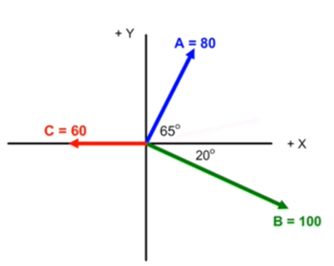 + Y
A = 80
C = 60
65°
+ X
20°
B = 100